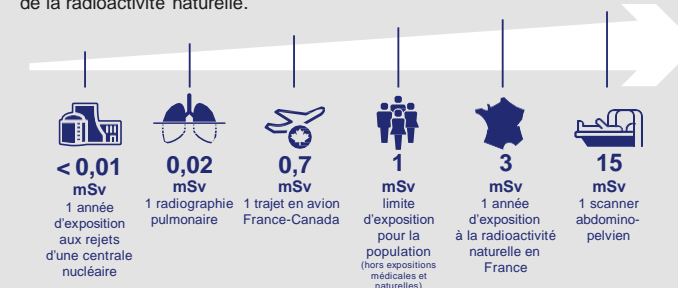 de la radioactivité naturelle.
< 0,01
mSv
1 année
d'exposition
aux rejets
d'une centrale
nucléaire
0,02
mSv
1 radiographie
pulmonaire
0,7
mSv
1 trajet en avion
France-Canada
1
mSv
limite
d'exposition
pour la
population
(hors expositions
médicales et
naturelles)
3
mSv
1 année
d'exposition
à la radioactivité
naturelle en
France
15
mSv
1 scanner
abdomino-
pelvien